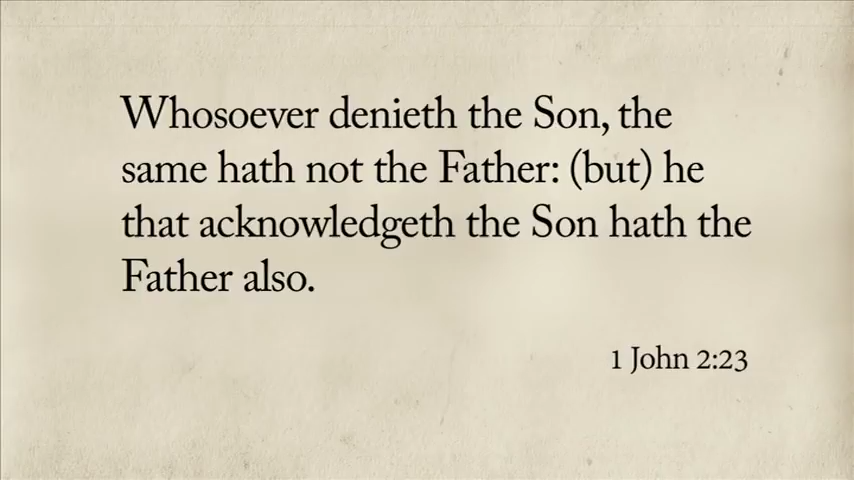 Whosoever denieth the Son, the
same hath not the Father: (but) he
that acknowledgeth the Son hath the
Father also.
1 John 2:23